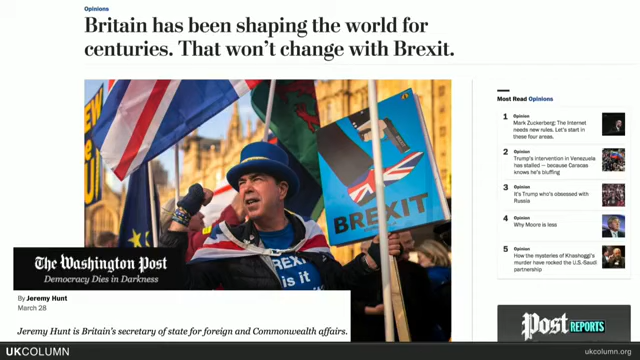 Opinions
Britain has been shaping the world for
centuries. That won't change with Brexit.
BREXIT
BREX
is it
The Washington Post
Democracy Dies in Darkness
By Jeremy Hunt
March 28
Jeremy Hunt is Britain's secretary of state for foreign and Commonwealth affairs.
Most Read Opinions
1
Opinion
Mark Zuckerberg: The Internet
needs new rules. Let's start in
these four areas.
2
Opinion
Trump's intervention in Venezuela
has stalled — because Caracas
knows he's bluffing
3
Opinion
It's Trump who's obsessed with
Russia
4
Opinion
Why Moore is less
5
Opinion
How the mysteries of Khashoggi's
murder have rocked the U.S.-Saudi
partnership
Post REPORTS
UKCOLUMN
ukcolumn.org